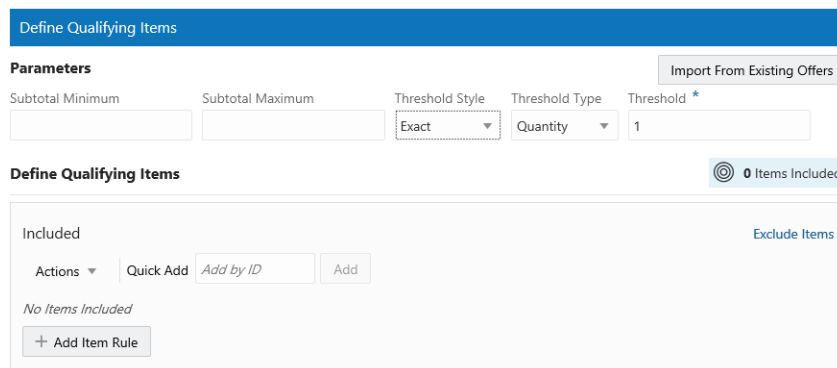 Define Qualifying Items
Parameters
Import From Existing Offers
Subtotal Minimum Subtotal Maximum Threshold Style Threshold Type Threshold *
Exact Quantity 1
Define Qualifying Items 0 Items Included
Included Exclude Items
Actions Quick Add Add by ID Add
No Items Included
+ Add Item Rule